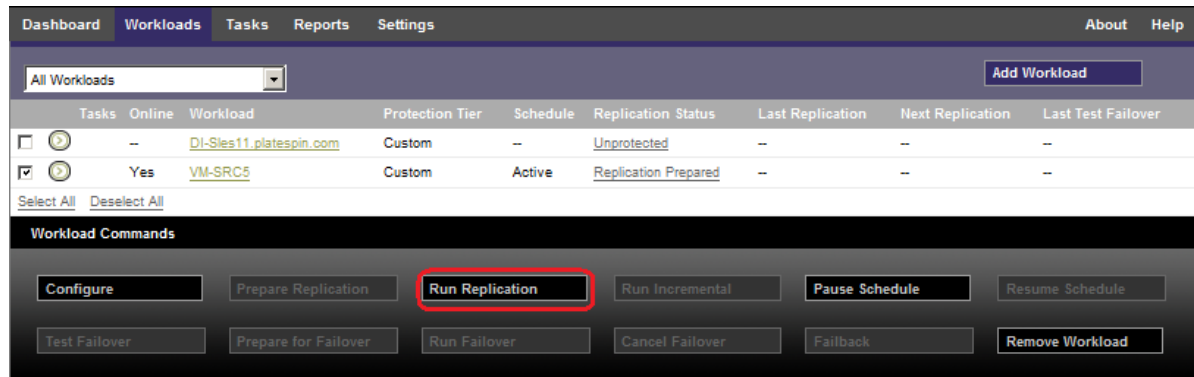 Dashboard Workloads Tasks Reports Settings About Help
All Workloads Add Workload
Tasks Online Workload Protection Tier Schedule Replication Status Last Replication Next Replication Last Test Failover
-- DI-Sles11.platespin.com Custom -- Unprotected -- -- --
Yes VM-SRC5 Custom Active Replication Prepared -- -- --
Select All Deselect All
Workload Commands
Configure Prepare Replication Run Replication Run Incremental Pause Schedule Resume Schedule
Test Failover Prepare for Failover Run Failover Cancel Failover Failback Remove Workload